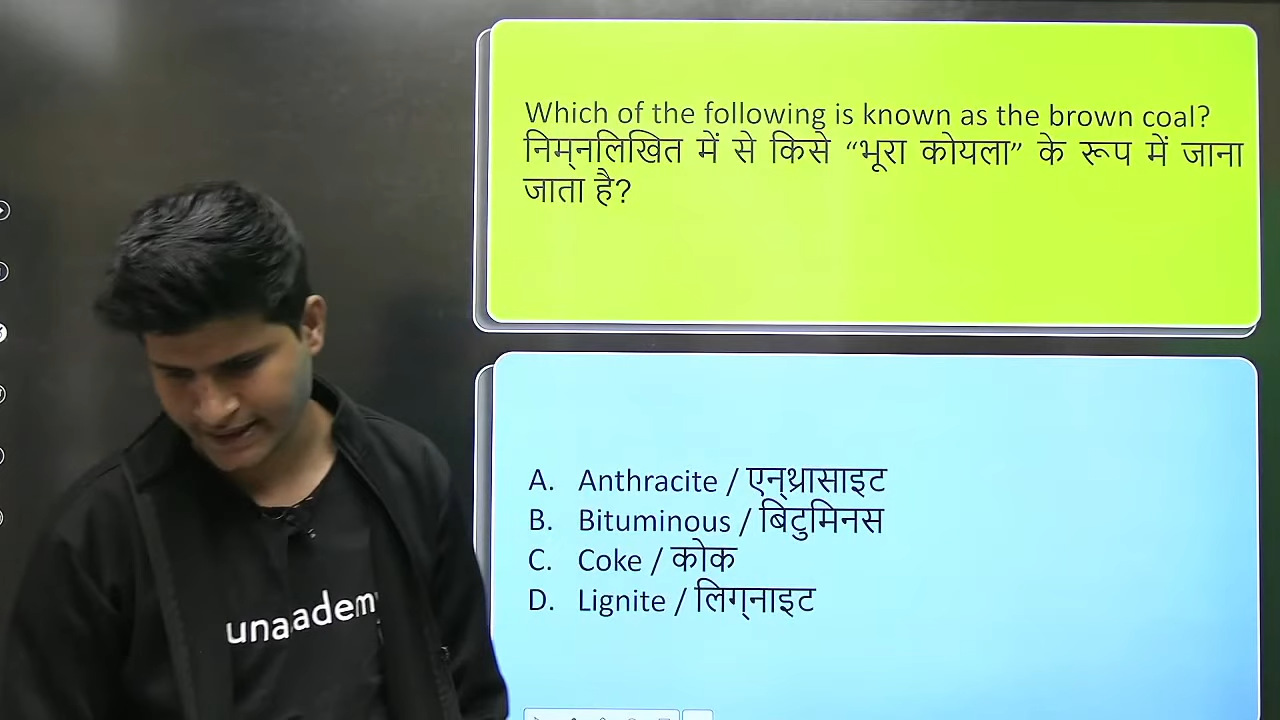 Which of the following is known as the brown coal?
निम्नलिखित में से किसे “भूरा कोयला” के रूप में जाना
जाता है?
A. Anthracite / एन्थ्रासाइट
B. Bituminous / बिटुमिनस
C. Coke / कोक
D. Lignite / लिग्नाइट